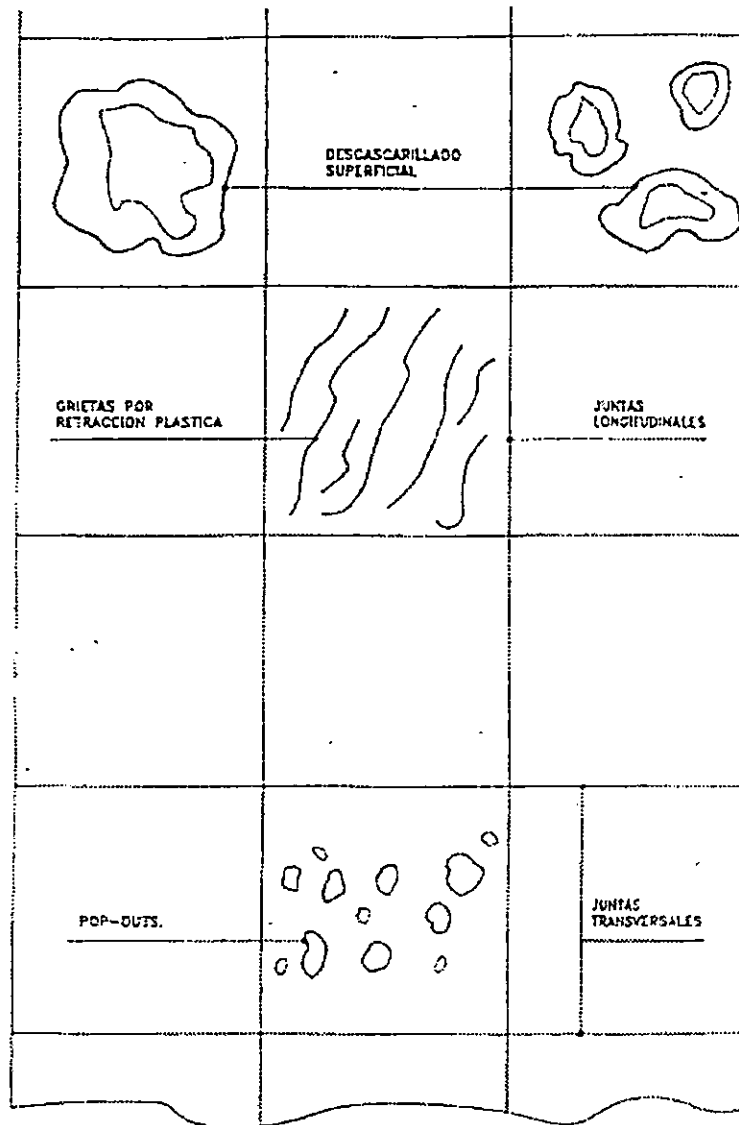 DESCASCARILLADO
SUPERFICIAL
GRIETAS POR
RETRACCION PLASTICA
JUNTAS
LONGITUDINALES
POP-OUTS.
JUNTAS
TRANSVERSALES